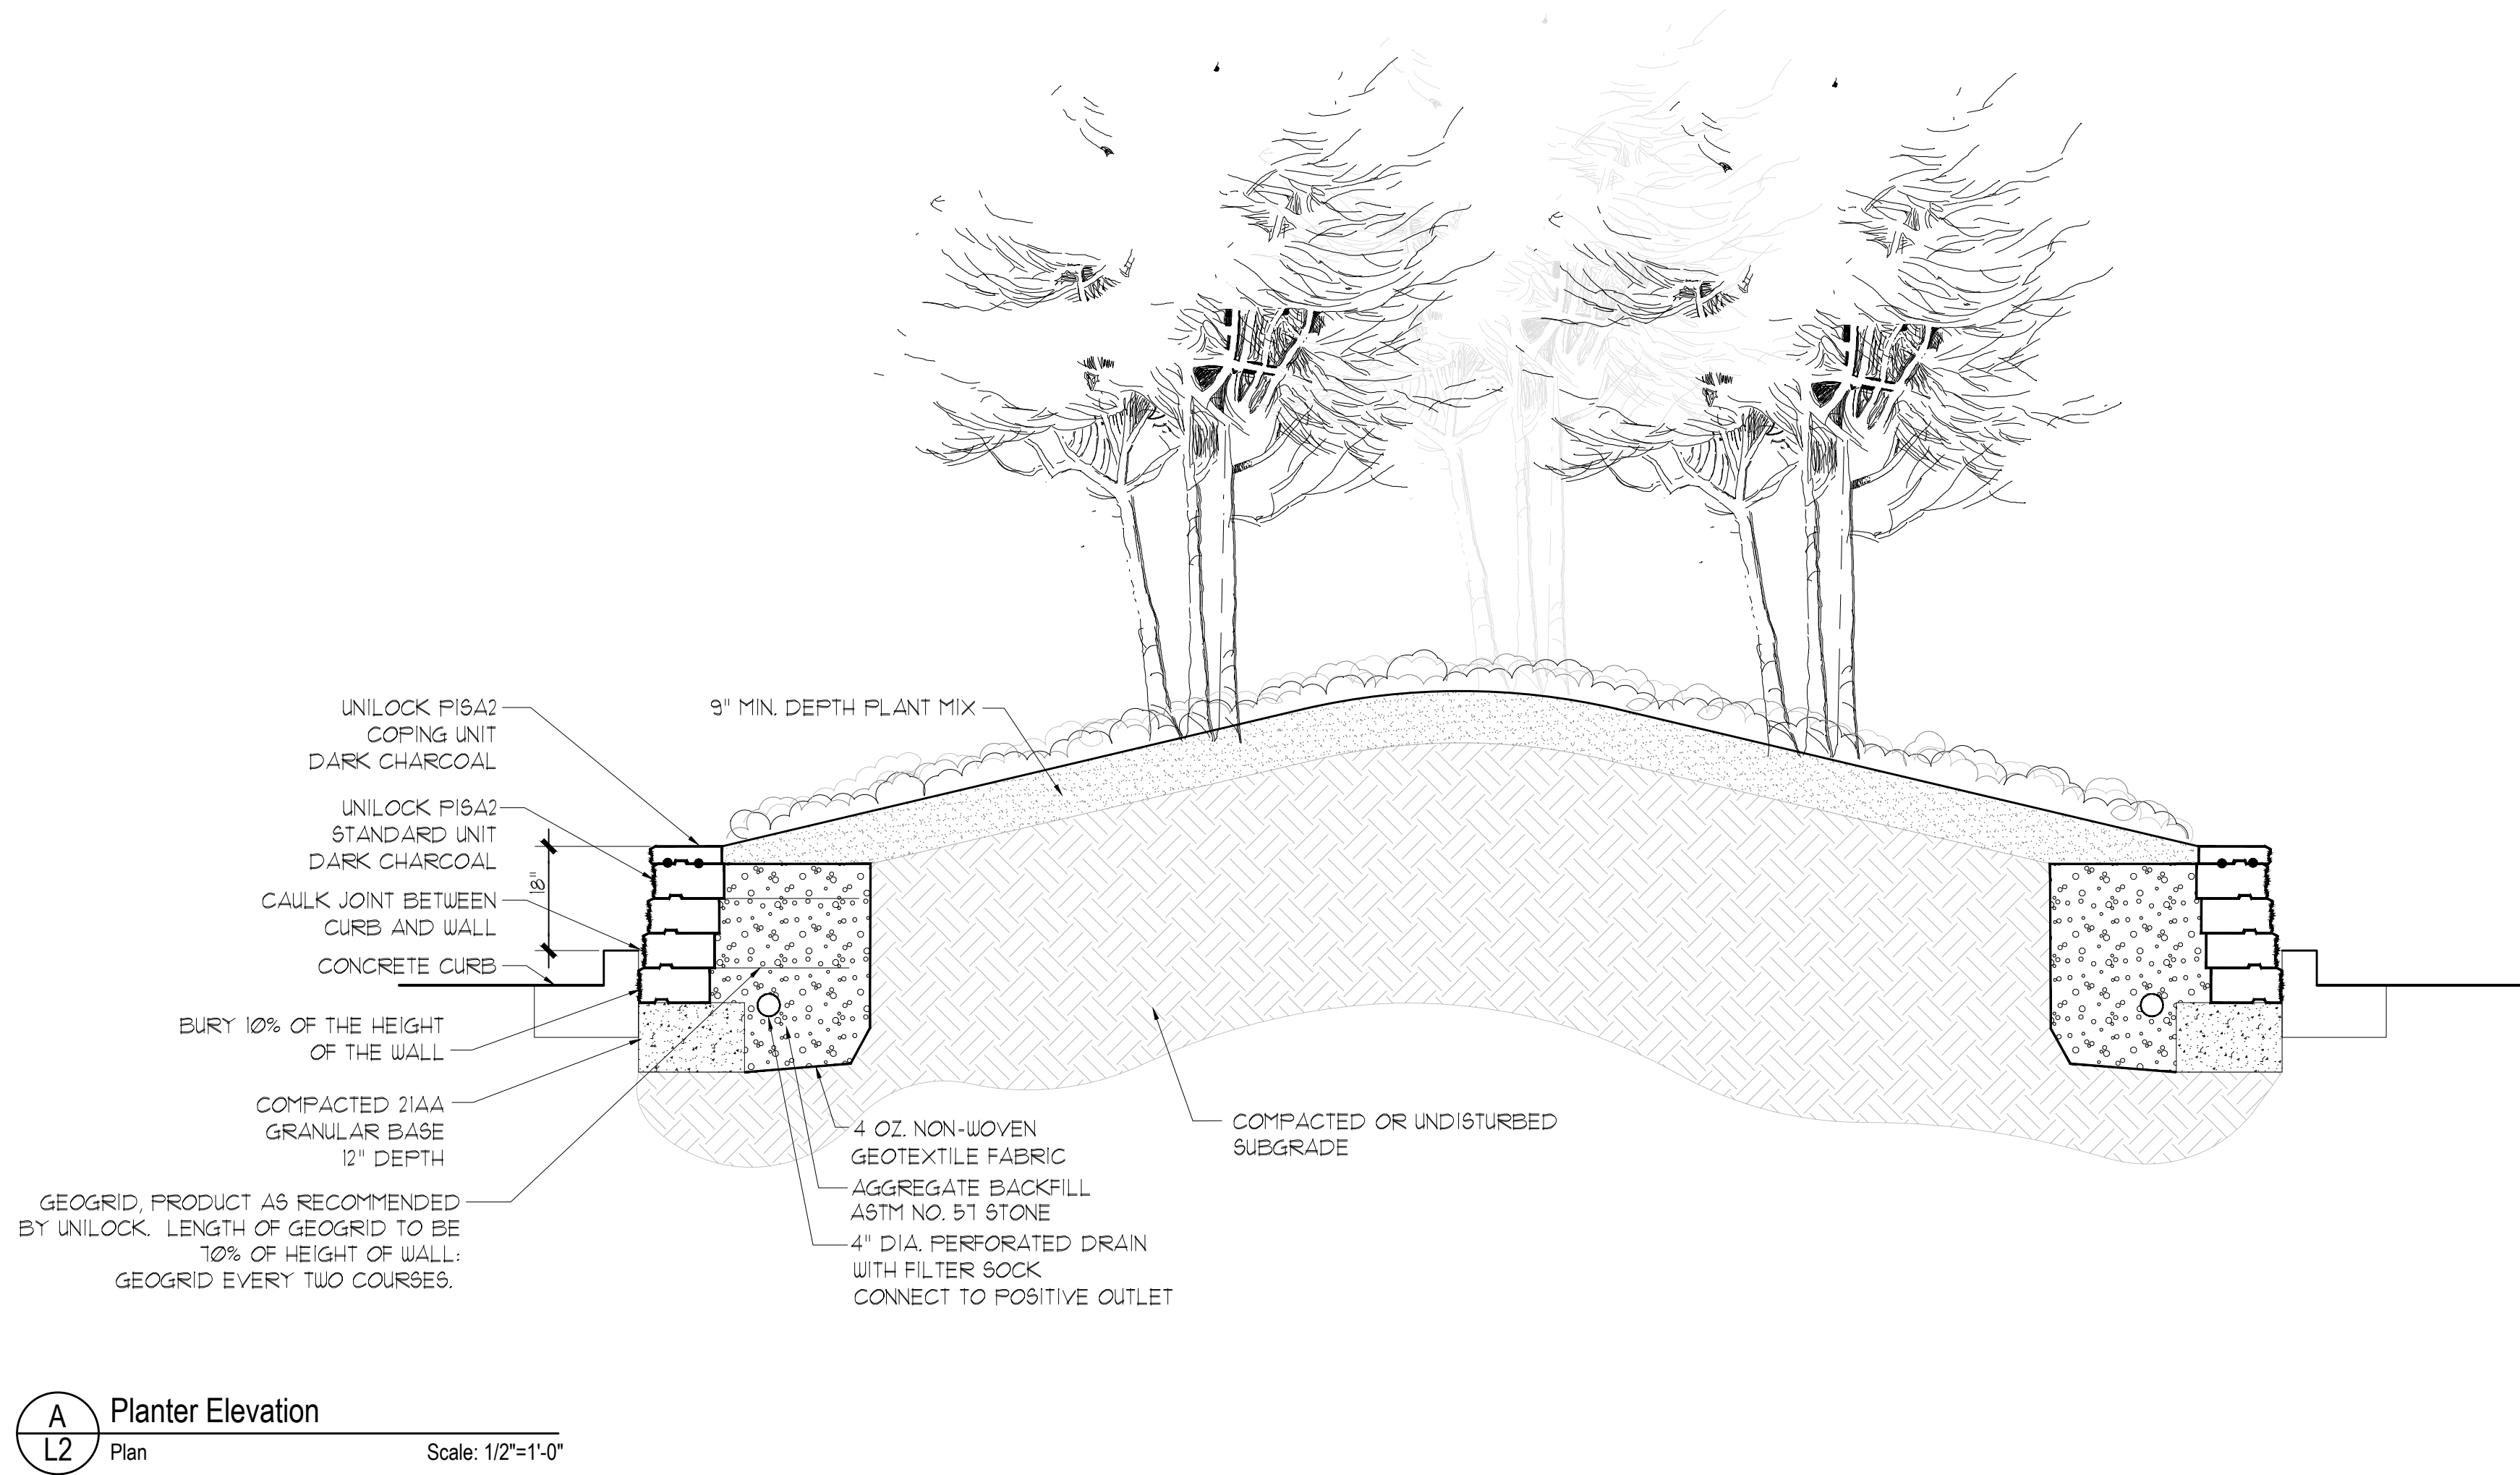 UNILOCK PISA2
COPING UNIT
DARK CHARCOAL
UNILOCK PISA2
STANDARD UNIT
DARK CHARCOAL
CAULK JOINT BETWEEN
CURB AND WALL
CONCRETE CURB
BURY 10% OF THE HEIGHT
OF THE WALL
COMPACTED 21AA
GRANULAR BASE
12" DEPTH
GEOGRID, PRODUCT AS RECOMMENDED
BY UNILOCK. LENGTH OF GEOGRID TO BE
70% OF HEIGHT OF WALL:
GEOGRID EVERY TWO COURSES.
18"
9" MIN. DEPTH PLANT MIX
4 OZ. NON-WOVEN
GEOTEXTILE FABRIC
AGGREGATE BACKFILL
ASTM NO. 57 STONE
4" DIA. PERFORATED DRAIN
WITH FILTER SOCK
CONNECT TO POSITIVE OUTLET
COMPACTED OR UNDISTURBED
SUBGRADE
A
L2
Planter Elevation
Plan
Scale: 1/2"=1'-0"